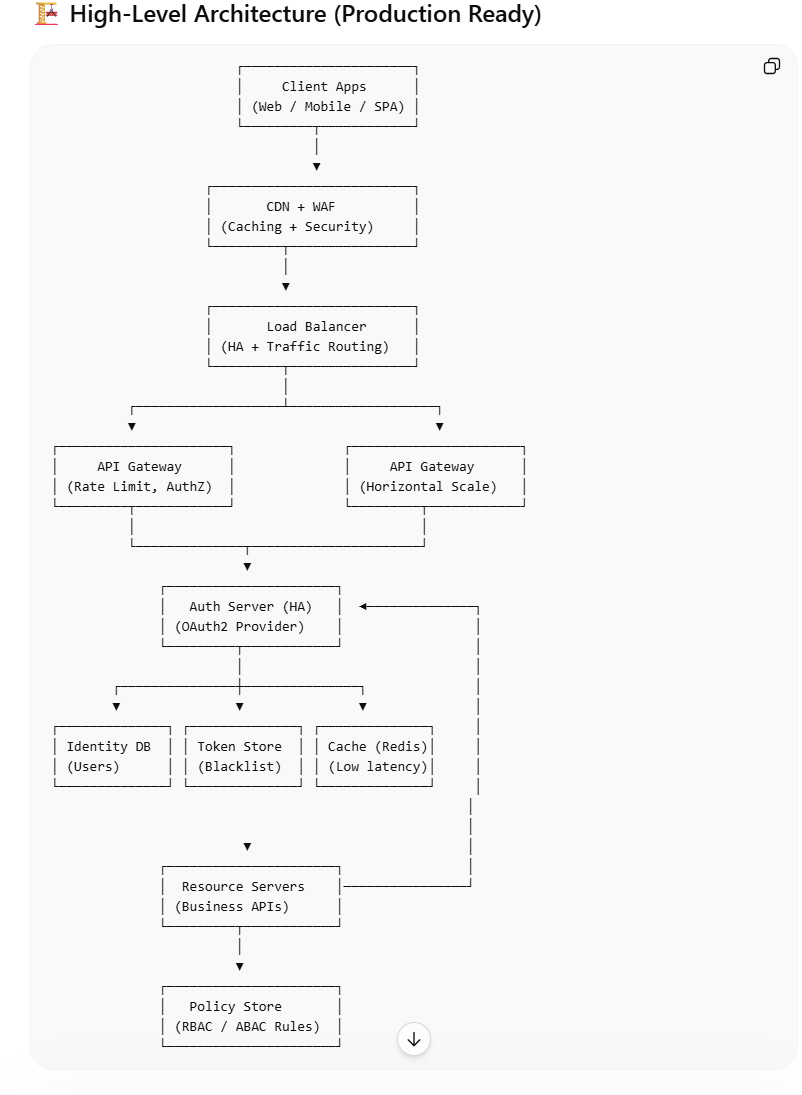 🏗️ High-Level Architecture (Production Ready)
Client Apps
(Web / Mobile / SPA)
CDN + WAF
(Caching + Security)
Load Balancer
(HA + Traffic Routing)
API Gateway
(Rate Limit, AuthZ)
API Gateway
(Horizontal Scale)
Auth Server (HA)
(OAuth2 Provider)
Identity DB
(Users)
Token Store
(Blacklist)
Cache (Redis)
(Low latency)
Resource Servers
(Business APIs)
Policy Store
(RBAC / ABAC Rules)